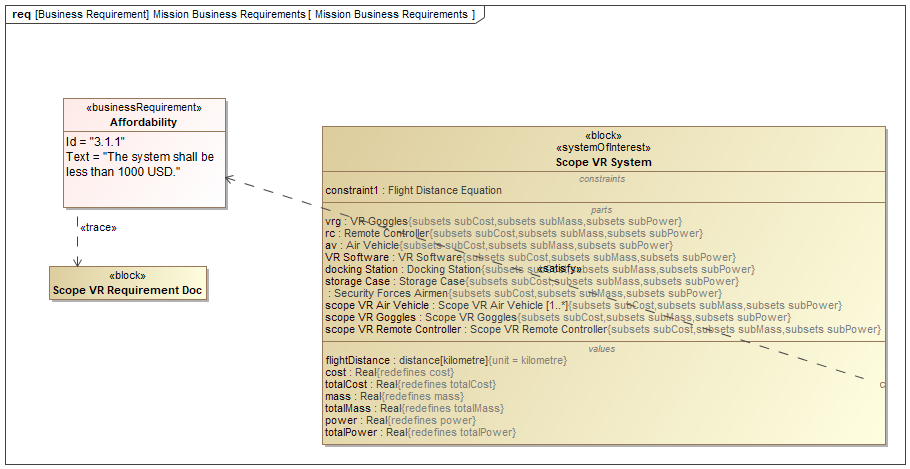 req [Business Requirement] Mission Business Requirements [ Mission Business Requirements ]
«businessRequirement»
Affordability
Id = "3.1.1"
Text = "The system shall be
less than 1000 USD."
«trace»
«block»
Scope VR Requirement Doc
«block»
«systemOfInterest»
Scope VR System
constraints
constraint1 : Flight Distance Equation
parts
vrg : VR Goggles{subsets subCost,subsets subMass,subsets subPower}
rc : Remote Controller{subsets subCost,subsets subMass,subsets subPower}
av : Air Vehicle{subsets subCost,subsets subMass,subsets subPower}
VR Software : VR Software{subsets subCost,subsets subMass,subsets subPower}
docking Station : Docking Station{subsets subCost,subsets subMass,subsets subPower}
«satisfy»
storage Case : Storage Case{subsets subCost,subsets subMass,subsets subPower}
: Security Forces Airmen{subsets subCost,subsets subMass,subsets subPower}
scope VR Air Vehicle : Scope VR Air Vehicle [1..*]{subsets subCost,subsets subMass,subsets subPower}
scope VR Goggles : Scope VR Goggles{subsets subCost,subsets subMass,subsets subPower}
scope VR Remote Controller : Scope VR Remote Controller{subsets subCost,subsets subMass,subsets subPower}
values
flightDistance : distance[kilometre]{unit = kilometre}
cost : Real{redefines cost}
totalCost : Real{redefines totalCost}
mass : Real{redefines mass}
totalMass : Real{redefines totalMass}
power : Real{redefines power}
totalPower : Real{redefines totalPower}